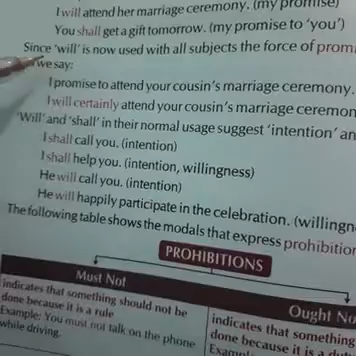 I will attend her marriage ceremony. (my promise)
You shall get a gift tomorrow. (my promise to 'you')
Since 'will' is now used with all subjects the force of
we say:
I promise to attend your cousin's marriage ceremony.
I will certainly attend your cousin's marriage
'Will' and 'shall' in their normal usage suggest 'intention'
I shall call you. (intention)
I shall help you. (intention, willingness)
He will call you. (intention)
He will happily participate in the celebration.
The following table shows the modals that express
PROHIBITIONS
Must Not
Ought
indicates that something should not be
done because it is a rule
Example: You must not talk on the phone
while driving.
indicates that something
done because it is a